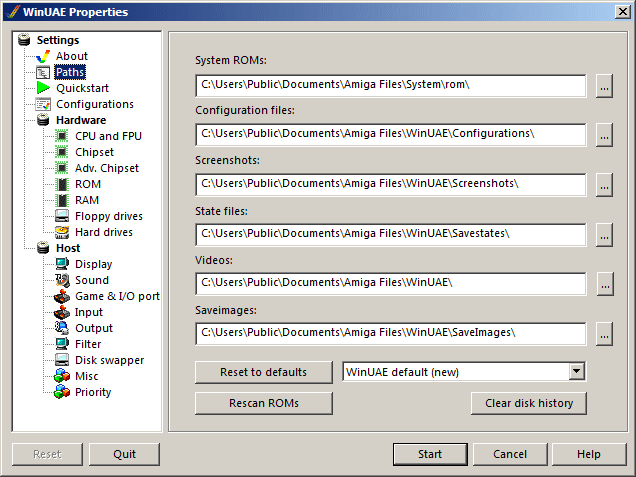 WinUAE Properties
Settings
About
Paths
Quickstart
Configurations
Hardware
CPU and FPU
Chipset
Adv. Chipset
ROM
RAM
Floppy drives
Hard drives
Host
Display
Sound
Game & I/O port
Input
Output
Filter
Disk swapper
Misc
Priority
System ROMs:
C:\Users\Public\Documents\Amiga Files\System\rom\
...
Configuration files:
C:\Users\Public\Documents\Amiga Files\WinUAE\Configurations\
...
Screenshots:
C:\Users\Public\Documents\Amiga Files\WinUAE\Screenshots\
...
State files:
C:\Users\Public\Documents\Amiga Files\WinUAE\Savestates\
...
Videos:
C:\Users\Public\Documents\Amiga Files\WinUAE\
...
Saveimages:
C:\Users\Public\Documents\Amiga Files\WinUAE\SaveImages\
...
Reset to defaults
WinUAE default (new)
Rescan ROMs
Clear disk history
Reset
Quit
Start
Cancel
Help